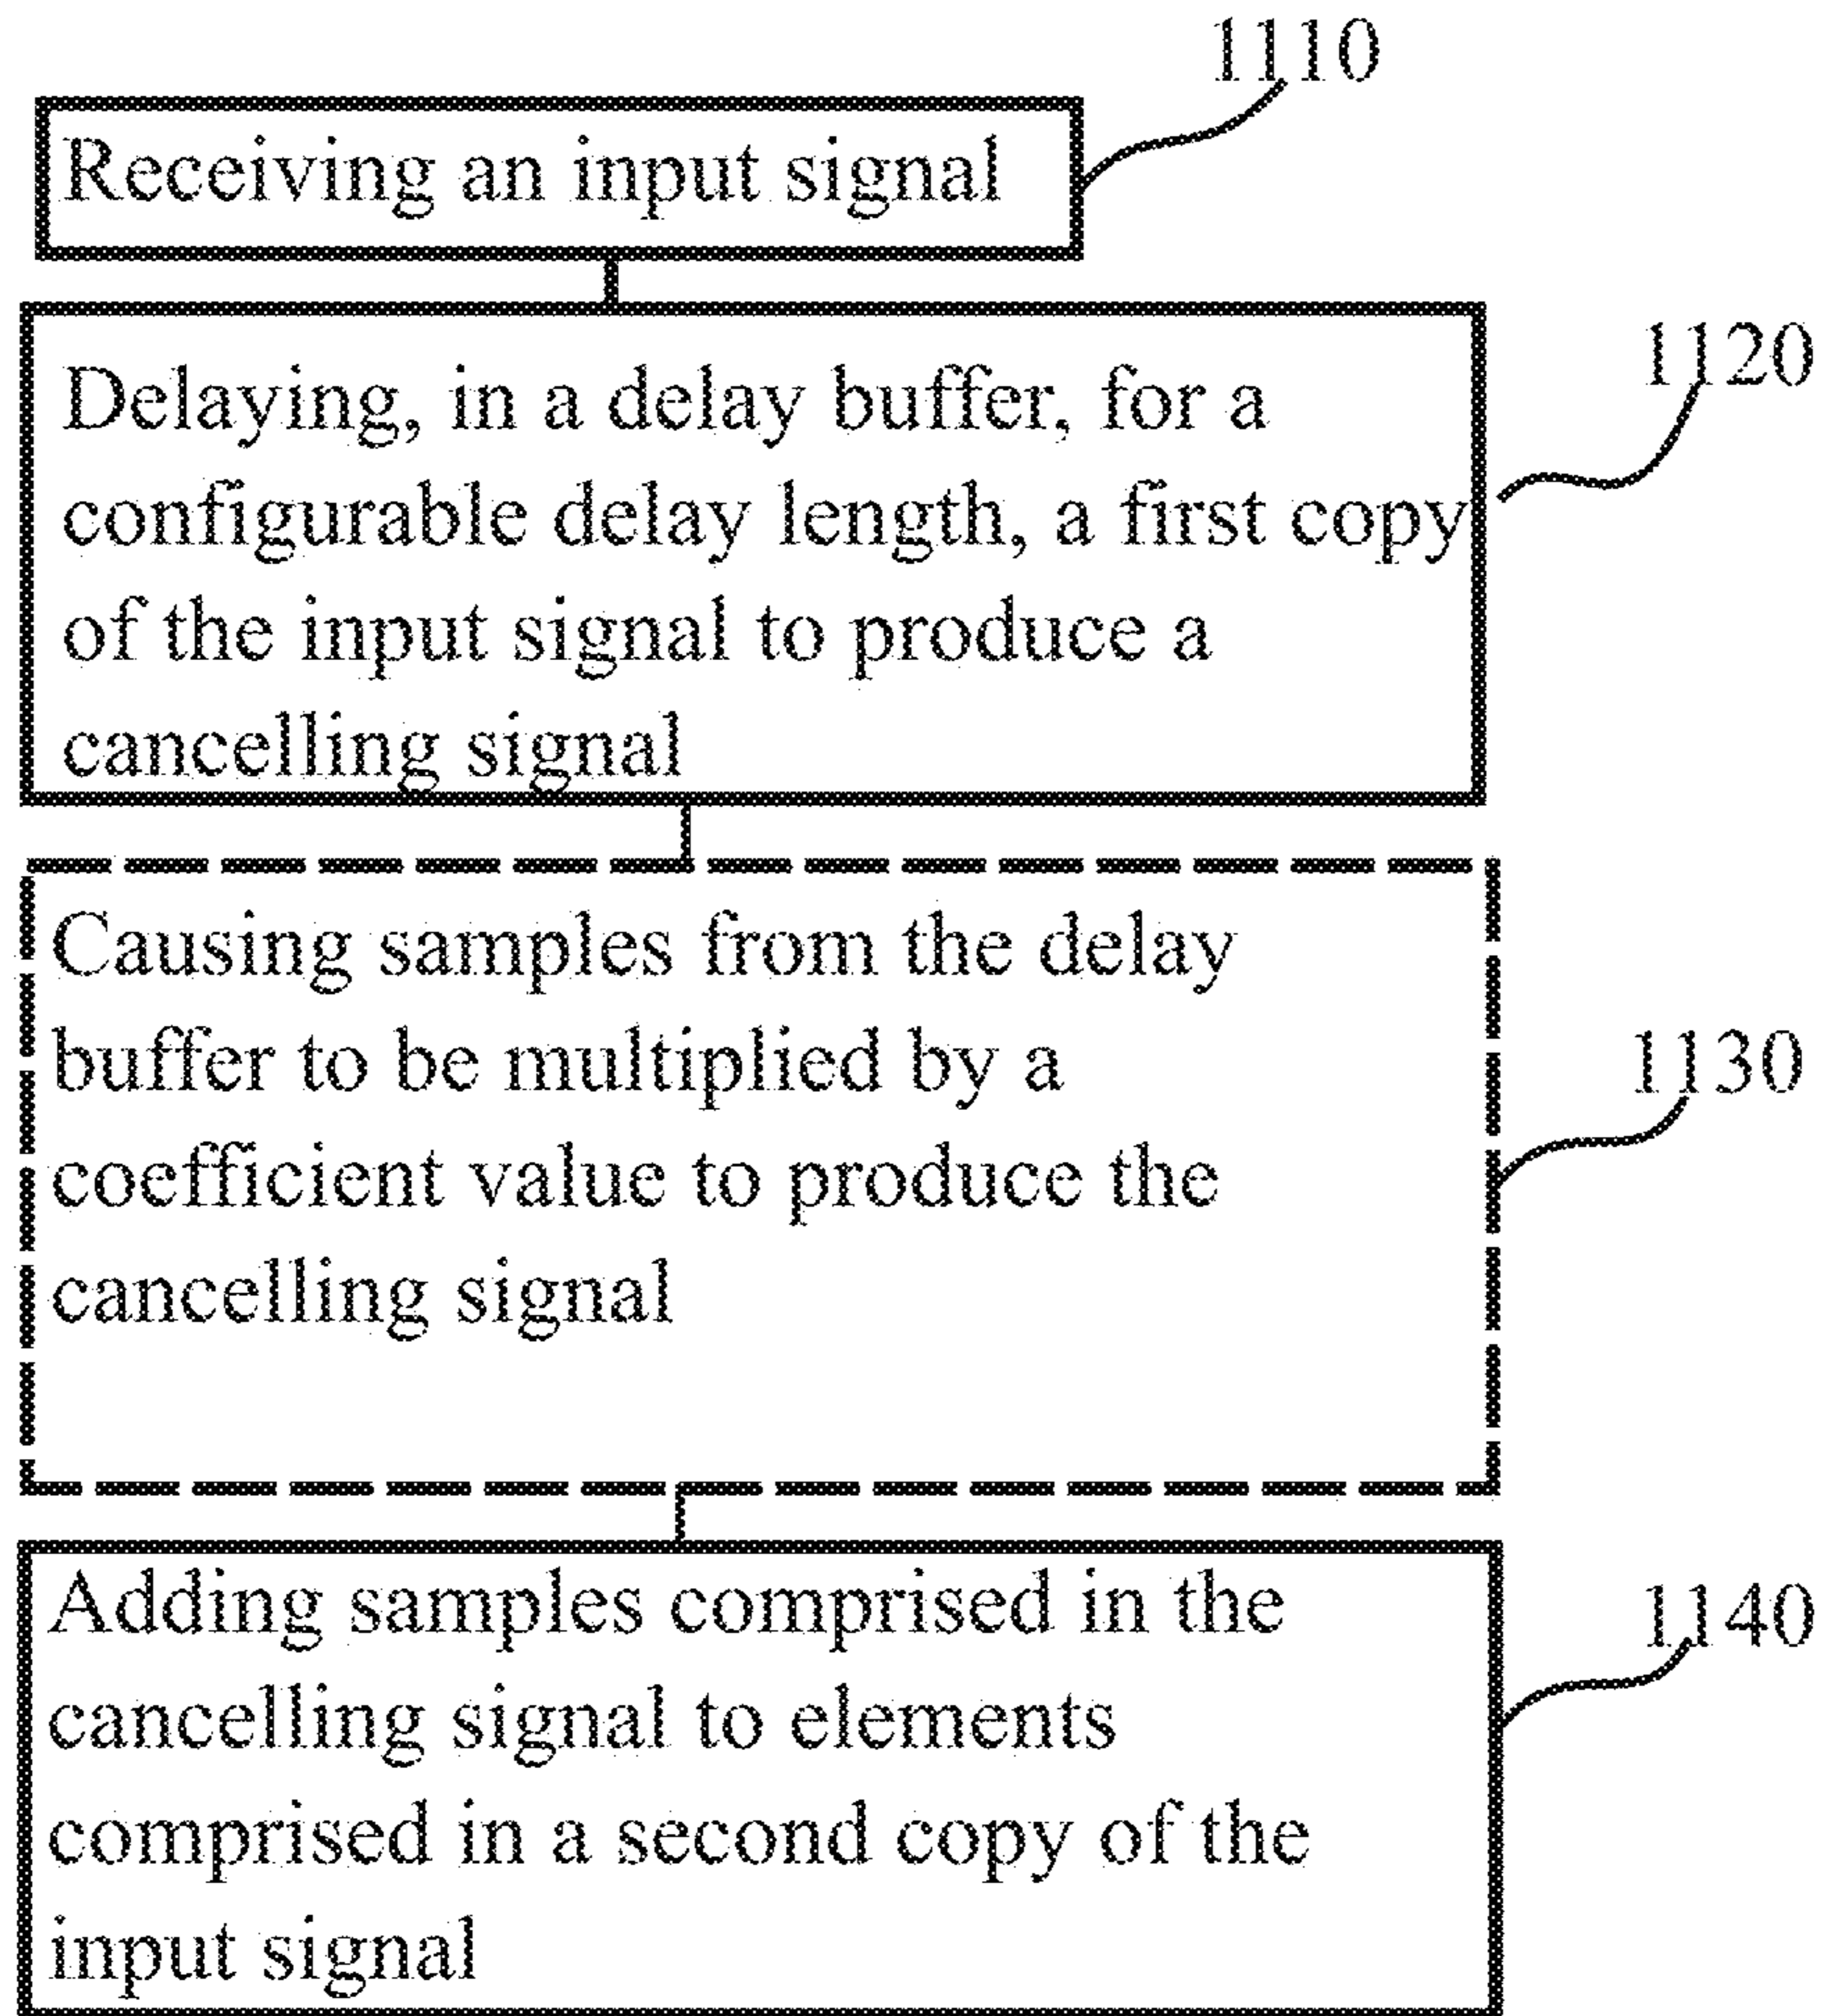 1110
Receiving an input signal
1120
Delaying, in a delay buffer, for a
configurable delay length, a first copy
of the input signal to produce a
cancelling signal
1130
Causing samples from the delay
buffer to be multiplied by a
coefficient value to produce the
cancelling signal
1140
Adding samples comprised in the
cancelling signal to elements
comprised in a second copy of the
input signal